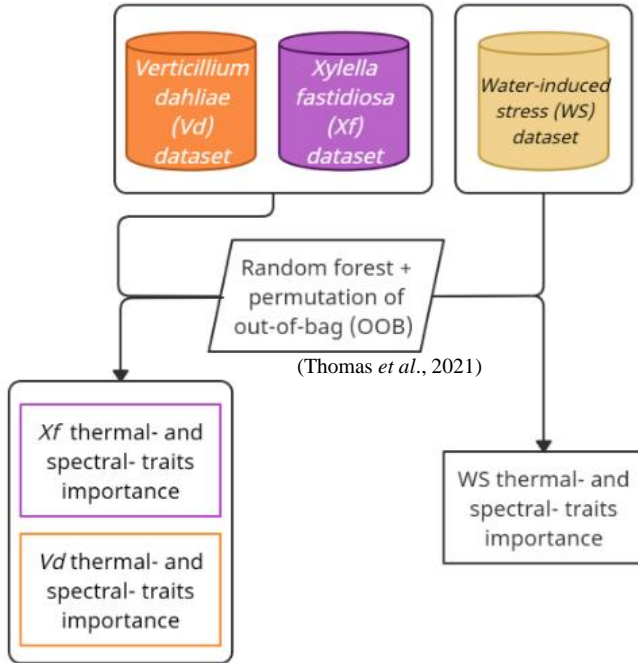 Verticillium
dahliae
(Vd)
dataset
Xylella
fastidiosa
(Xf)
dataset
Water-induced
stress (WS)
dataset
Random forest +
permutation of
out-of-bag (OOB)
(Thomas et al., 2021)
Xf thermal- and
spectral- traits
importance
Vd thermal- and
spectral- traits
importance
WS thermal- and
spectral- traits
importance